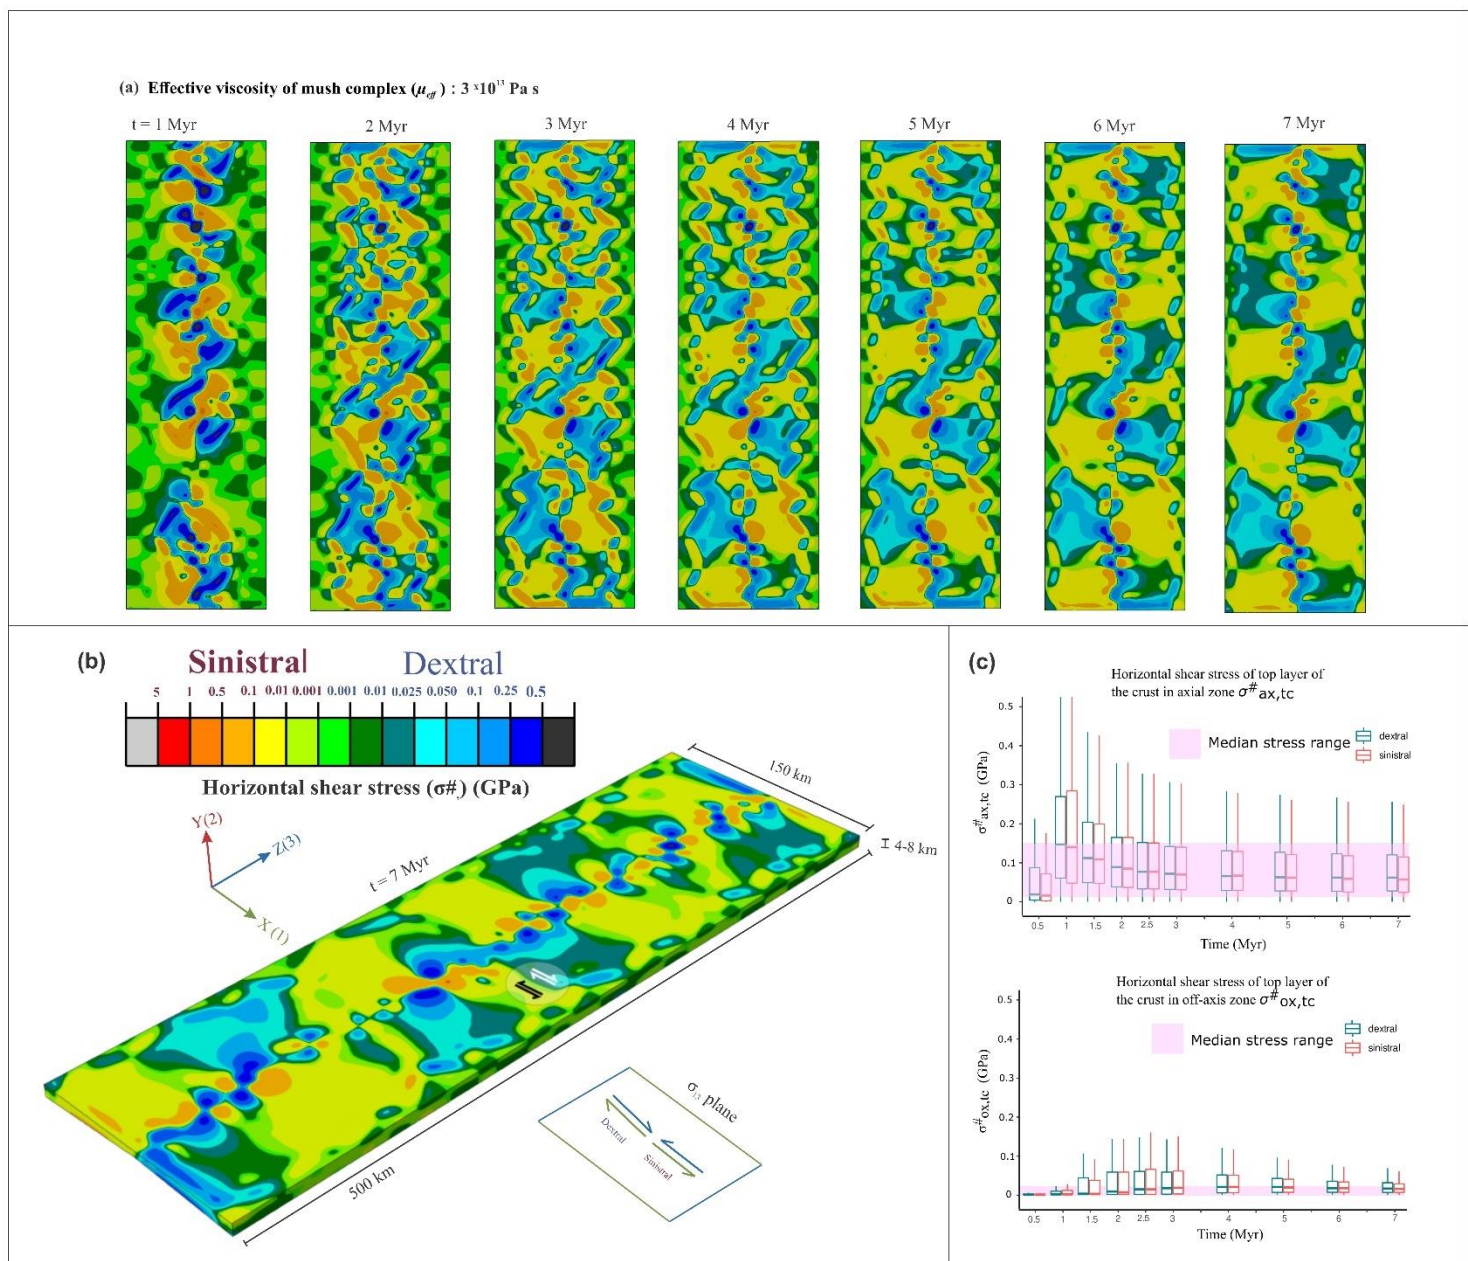 (a) Effective viscosity of mush complex (μeff ) : 3 x10¹³ Pa s
t = 1 Myr 2 Myr 3 Myr 4 Myr 5 Myr 6 Myr 7 Myr
(b)
Sinistral Dextral
5 1 0.5 0.1 0.01 0.001 0.001 0.01 0.025 0.050 0.1 0.25 0.5
Horizontal shear stress (σ#) (GPa)
Y(2)
Z(3)
X (1)
t = 7 Myr
150 km
4-8 km
500 km
σ₁₃ plane
Dextral
Sinistral
(c)
Horizontal shear stress of top layer of
the crust in axial zone σ#ax,tc
Median stress range
dextral
sinistral
σ#ax,tc (GPa)
0.5
0.4
0.3
0.2
0.1
0
0.5 1 1.5 2 2.5 3 4 5 6 7
Time (Myr)
Horizontal shear stress of top layer of
the crust in off-axis zone σ#ox,tc
Median stress range
dextral
sinistral
σ#ox,tc (GPa)
0.5
0.4
0.3
0.2
0.1
0
0.5 1 1.5 2 2.5 3 4 5 6 7
Time (Myr)